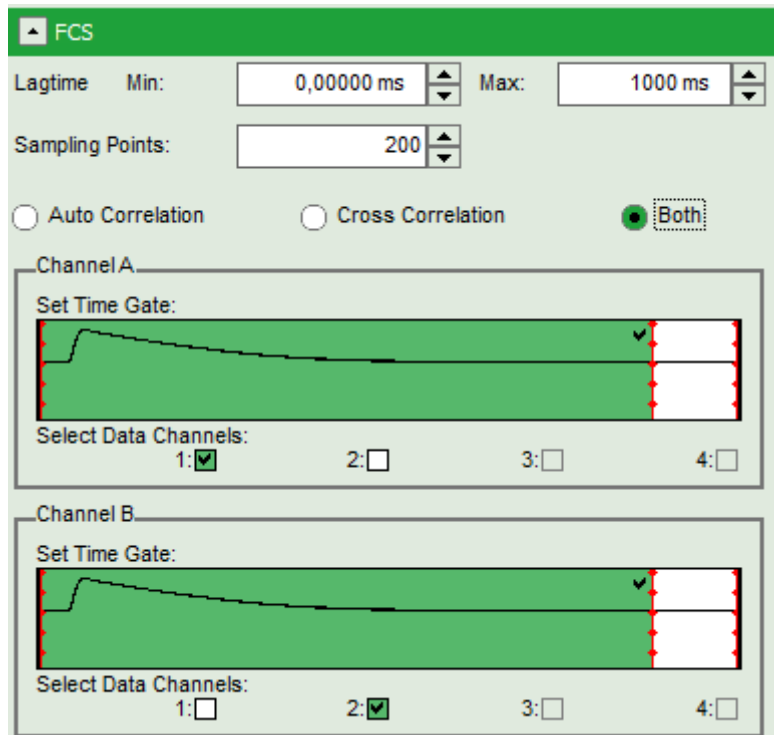 FCS
Lagtime Min: 0,00000 ms Max: 1000 ms
Sampling Points: 200
Auto Correlation Cross Correlation Both
Channel A
Set Time Gate:
Select Data Channels:
1: 2: 3: 4:
Channel B
Set Time Gate:
Select Data Channels:
1: 2: 3: 4: